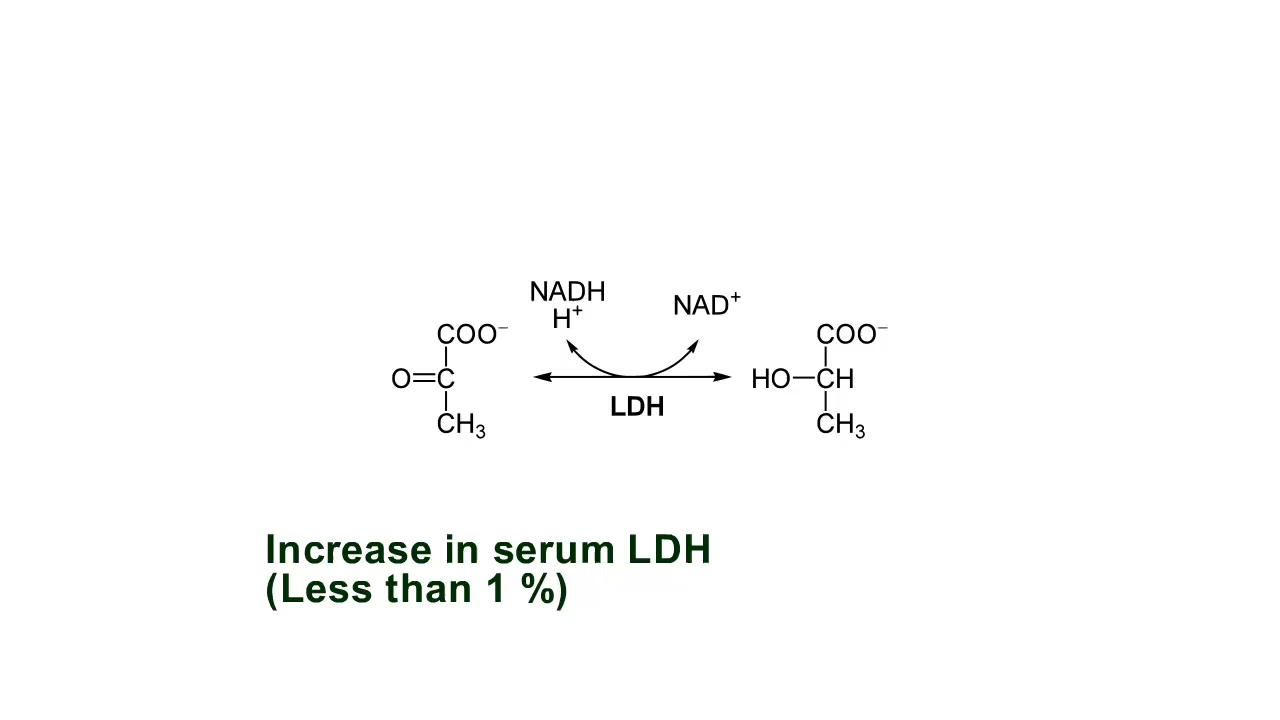 NADH
H⁺
NAD⁺
COO⁻
O=C
CH₃
LDH
COO⁻
HO—CH
CH₃
Increase in serum LDH
(Less than 1 %)